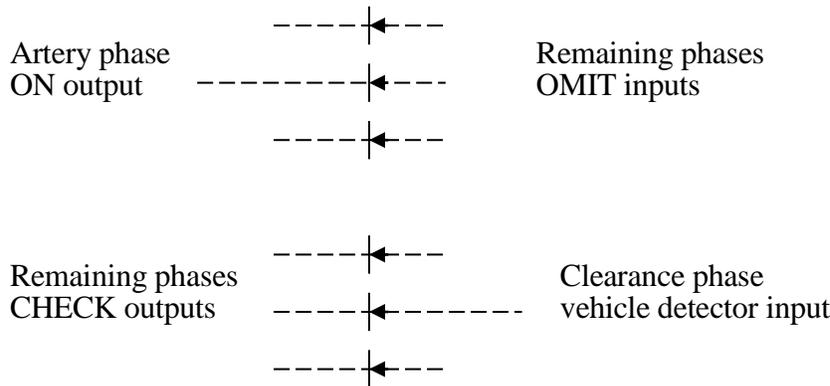 Artery phase
ON output
Remaining phases
OMIT inputs
Remaining phases
CHECK outputs
Clearance phase
vehicle detector input